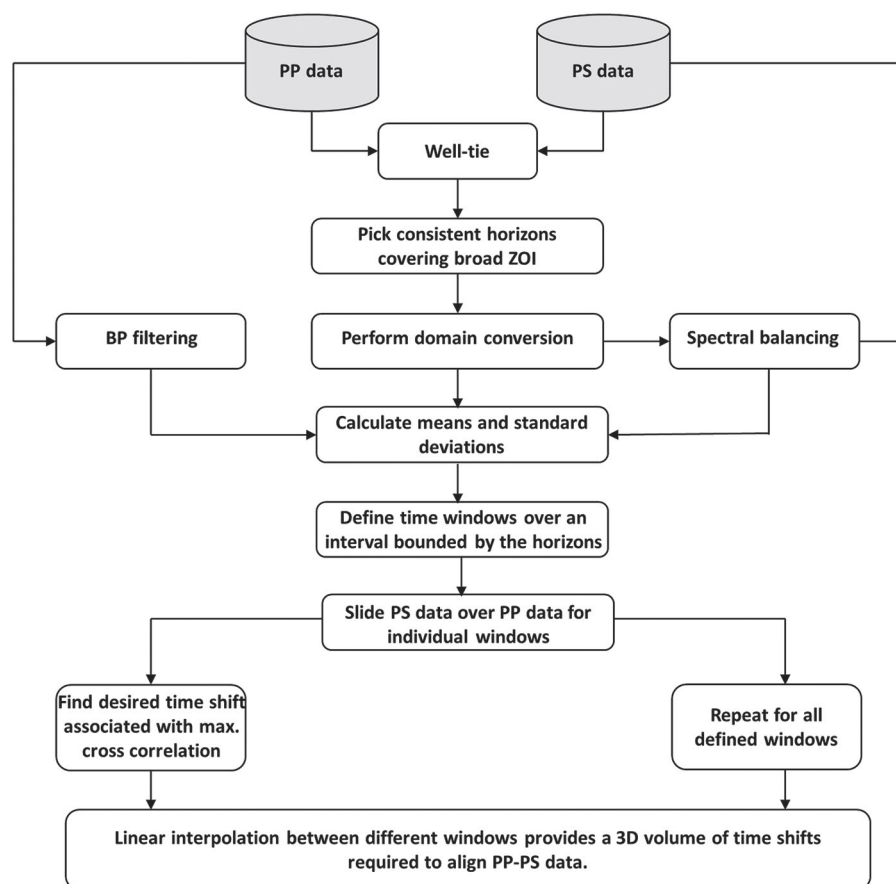 PP data
PS data
Well-tie
Pick consistent horizons
covering broad ZOI
BP filtering
Perform domain conversion
Spectral balancing
Calculate means and standard
deviations
Define time windows over an
interval bounded by the horizons
Slide PS data over PP data for
individual windows
Find desired time shift
associated with max.
cross correlation
Repeat for all
defined windows
Linear interpolation between different windows provides a 3D volume of time shifts
required to align PP-PS data.